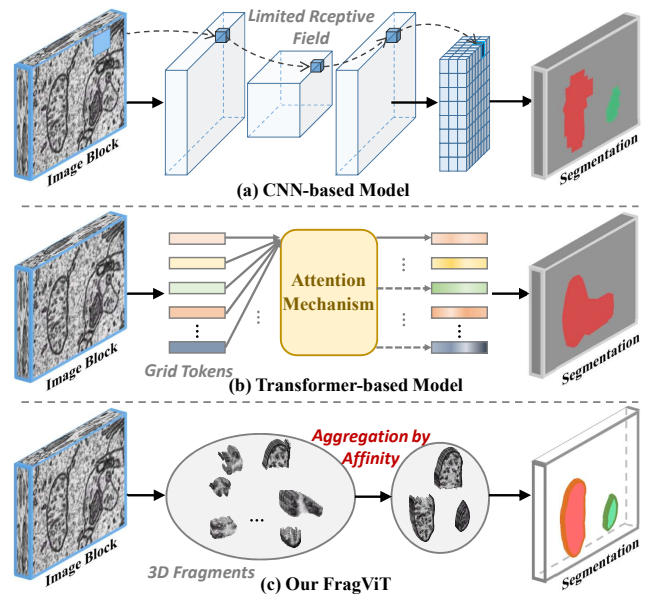 Limited Rceptive
Field
Image Block
Segmentation
(a) CNN-based Model
Attention
Mechanism
Grid Tokens
Image Block
Segmentation
(b) Transformer-based Model
Aggregation by
Affinity
...
3D Fragments
Image Block
Segmentation
(c) Our FragViT